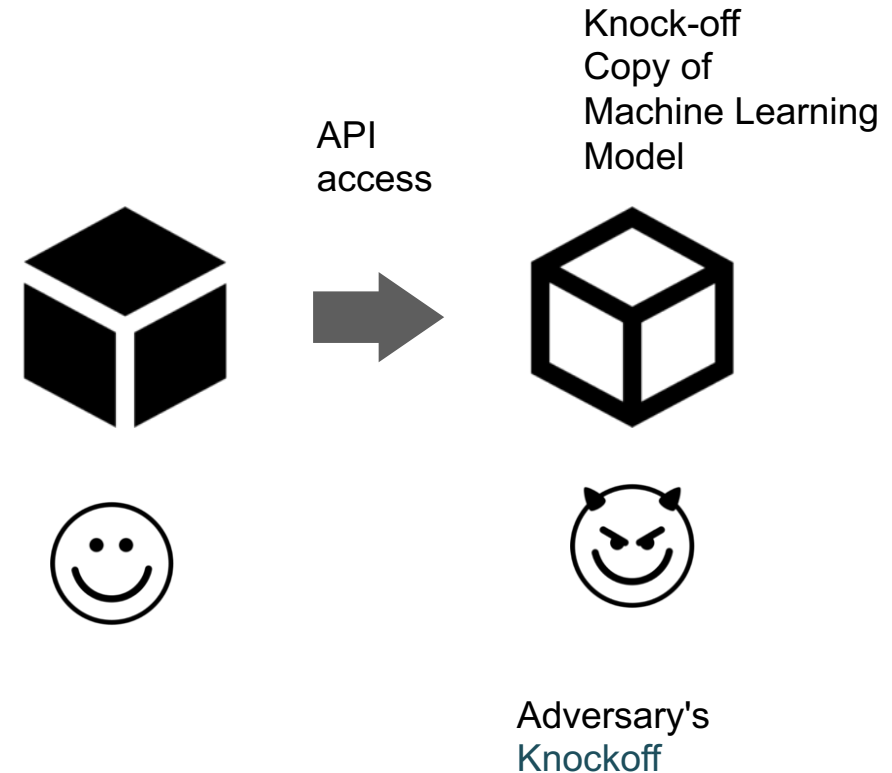 Knock-off
Copy of
Machine Learning
Model
API
access
Adversary's
Knockoff